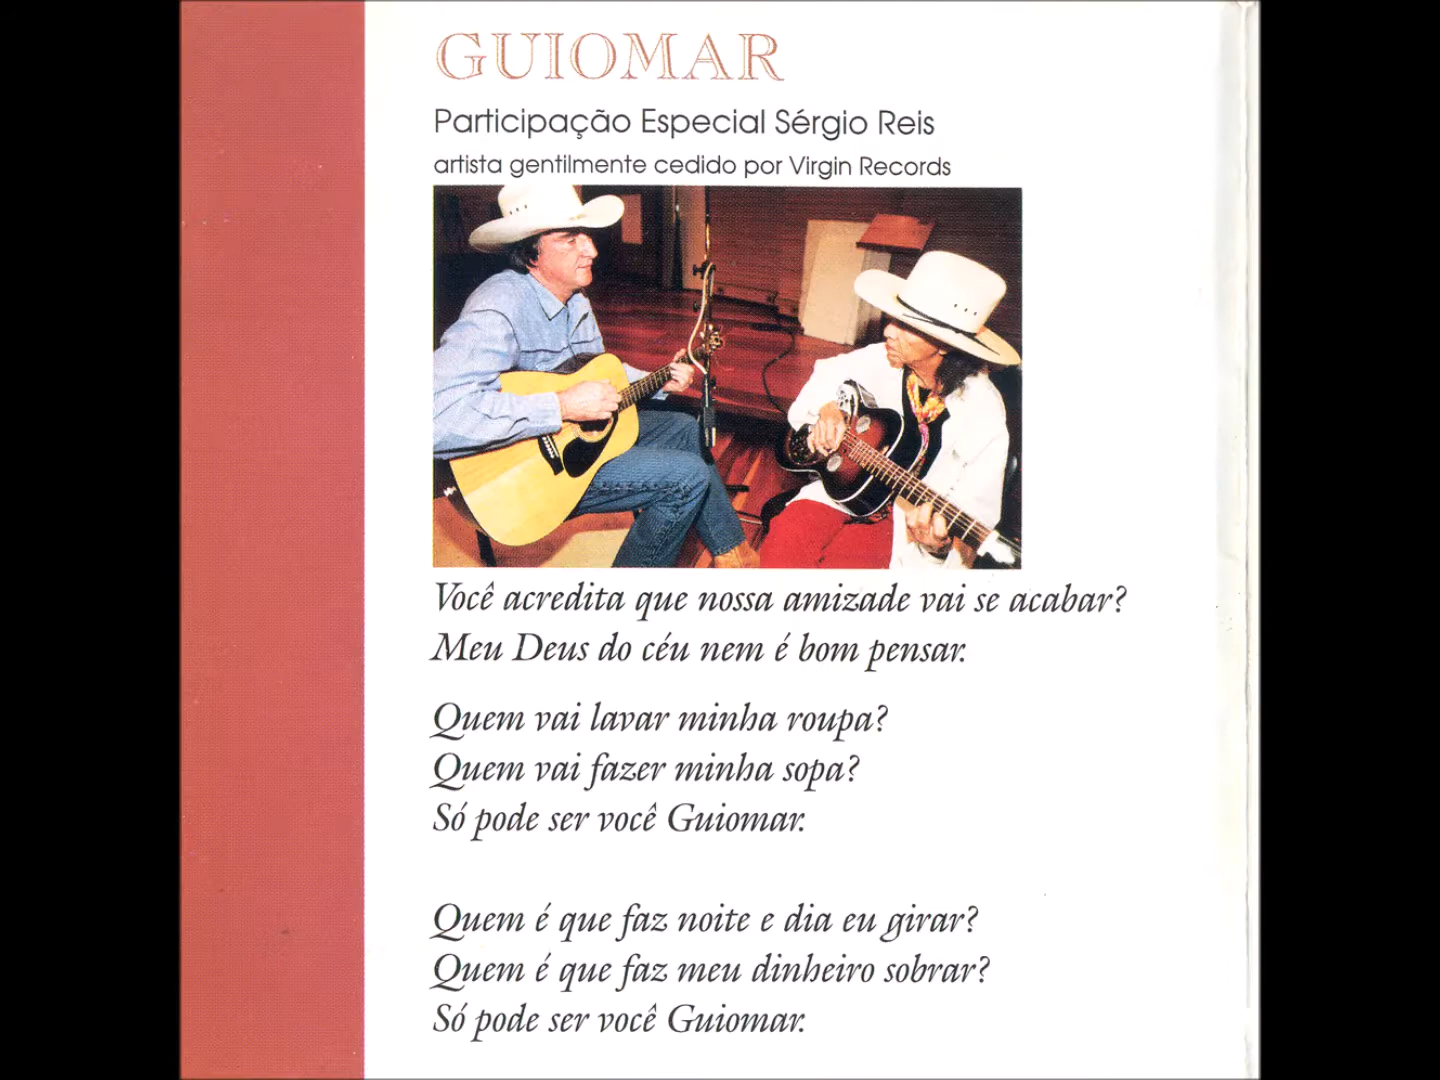 GUIOMAR
Participação Especial Sérgio Reis
artista gentilmente cedido por Virgin Records
Você acredita que nossa amizade vai se acabar?
Meu Deus do céu nem é bom pensar.
Quem vai lavar minha roupa?
Quem vai fazer minha sopa?
Só pode ser você Guiomar.
Quem é que faz noite e dia eu girar?
Quem é que faz meu dinheiro sobrar?
Só pode ser você Guiomar.